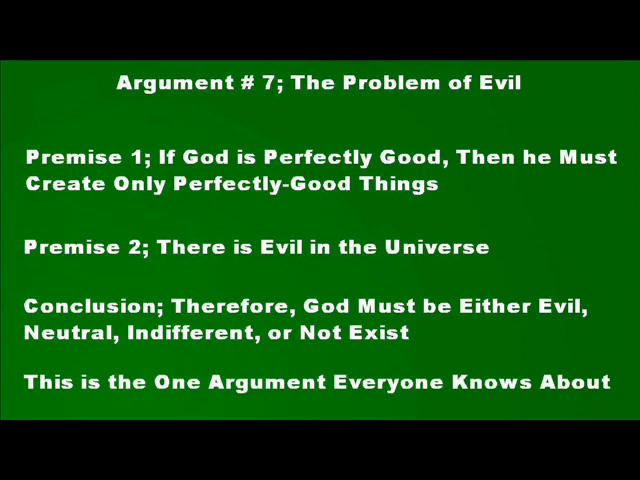 Argument # 7; The Problem of Evil
Premise 1; If God is Perfectly Good, Then he Must
Create Only Perfectly-Good Things
Premise 2; There is Evil in the Universe
Conclusion; Therefore, God Must be Either Evil,
Neutral, Indifferent, or Not Exist
This is the One Argument Everyone Knows About